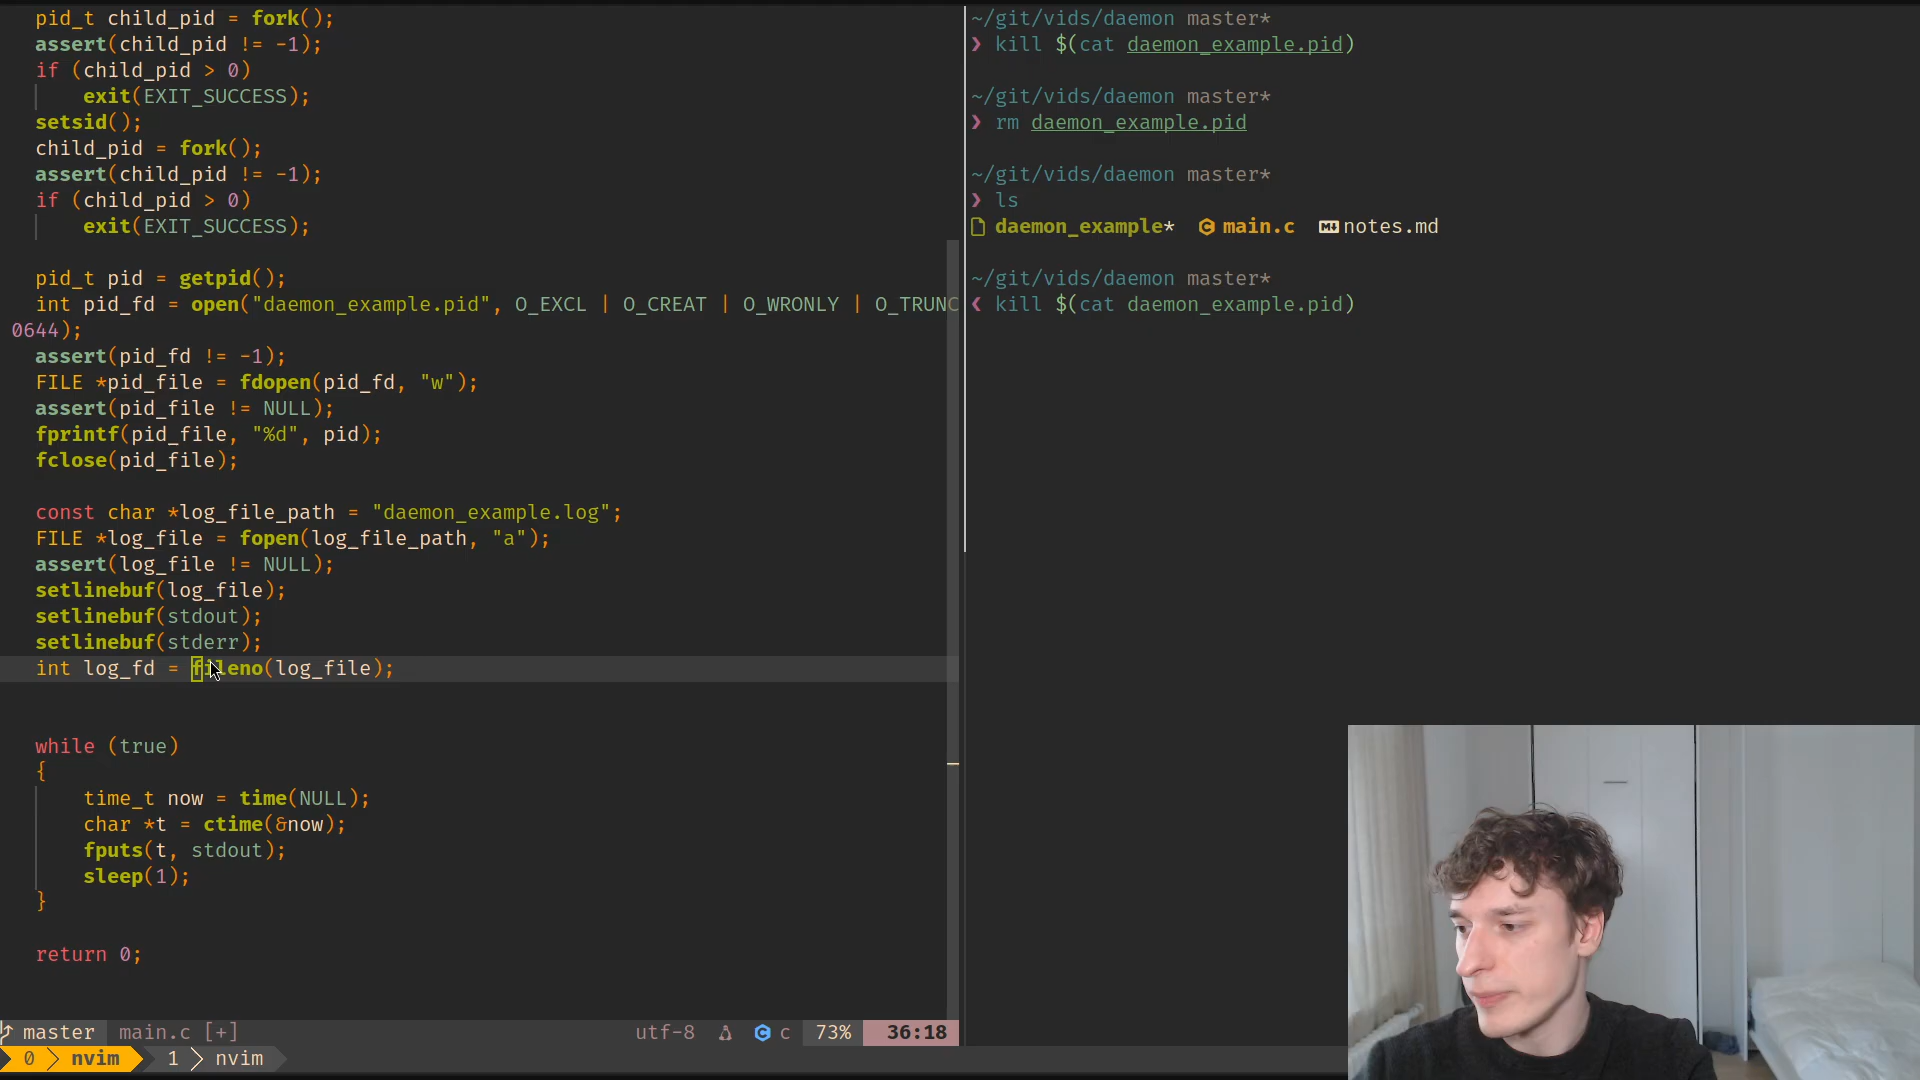 pid_t child_pid = fork();
assert(child_pid != -1);
if (child_pid > 0)
exit(EXIT_SUCCESS);
setsid();
child_pid = fork();
assert(child_pid != -1);
if (child_pid > 0)
exit(EXIT_SUCCESS);
pid_t pid = getpid();
int pid_fd = open("daemon_example.pid", O_EXCL | O_CREAT | O_WRONLY | O_TRUNC
0644);
assert(pid_fd != -1);
FILE *pid_file = fdopen(pid_fd, "w");
assert(pid_file != NULL);
fprintf(pid_file, "%d", pid);
fclose(pid_file);
const char *log_file_path = "daemon_example.log";
FILE *log_file = fopen(log_file_path, "a");
assert(log_file != NULL);
setlinebuf(log_file);
setlinebuf(stdout);
setlinebuf(stderr);
int log_fd = fileno(log_file);
while (true)
{
time_t now = time(NULL);
char *t = ctime(&now);
fputs(t, stdout);
sleep(1);
}
return 0;
master main.c [+] utf-8 c 73% 36:18
0 nvim 1 nvim
~/git/vids/daemon master*
❯ kill $(cat daemon_example.pid)
~/git/vids/daemon master*
❯ rm daemon_example.pid
~/git/vids/daemon master*
❯ ls
daemon_example* main.c notes.md
~/git/vids/daemon master*
❮ kill $(cat daemon_example.pid)